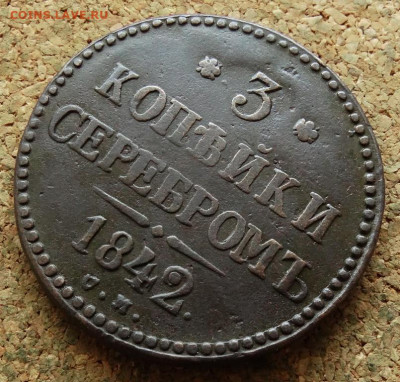 COINS.LAVE.RU
* 3 *
КОПѢЙКИ
СЕРЕБРОМЪ
1842.